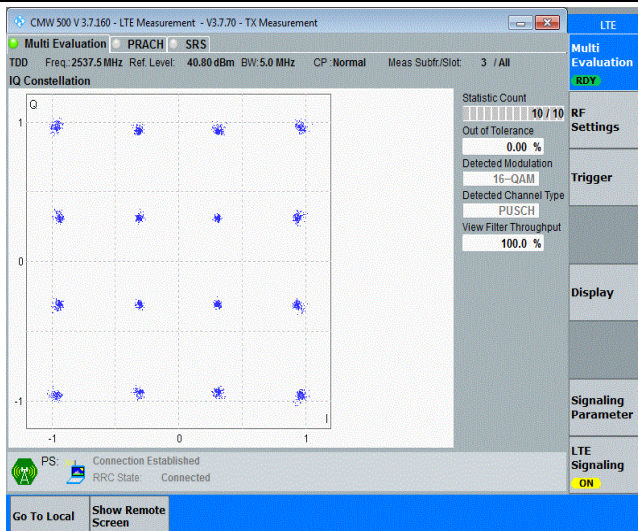 CMW 500 V 3.7.160 - LTE Measurement - V3.7.70 - TX Measurement
LTE
Multi Evaluation PRACH SRS
Multi
Evaluation
RDY
TDD Freq.: 2537.5 MHz Ref. Level: 40.80 dBm BW: 5.0 MHz CP : Normal Meas Subfr./Slot: 3 / All
IQ Constellation
Q
1
0
-1
-1 0 1
I
Statistic Count
10 / 10
Out of Tolerance
0.00 %
Detected Modulation
16-QAM
Detected Channel Type
PUSCH
View Filter Throughput
100.0 %
RF
Settings
Trigger
Display
Signaling
Parameter
LTE
Signaling
ON
PS: Connection Established
RRC State: Connected
Go To Local
Show Remote
Screen